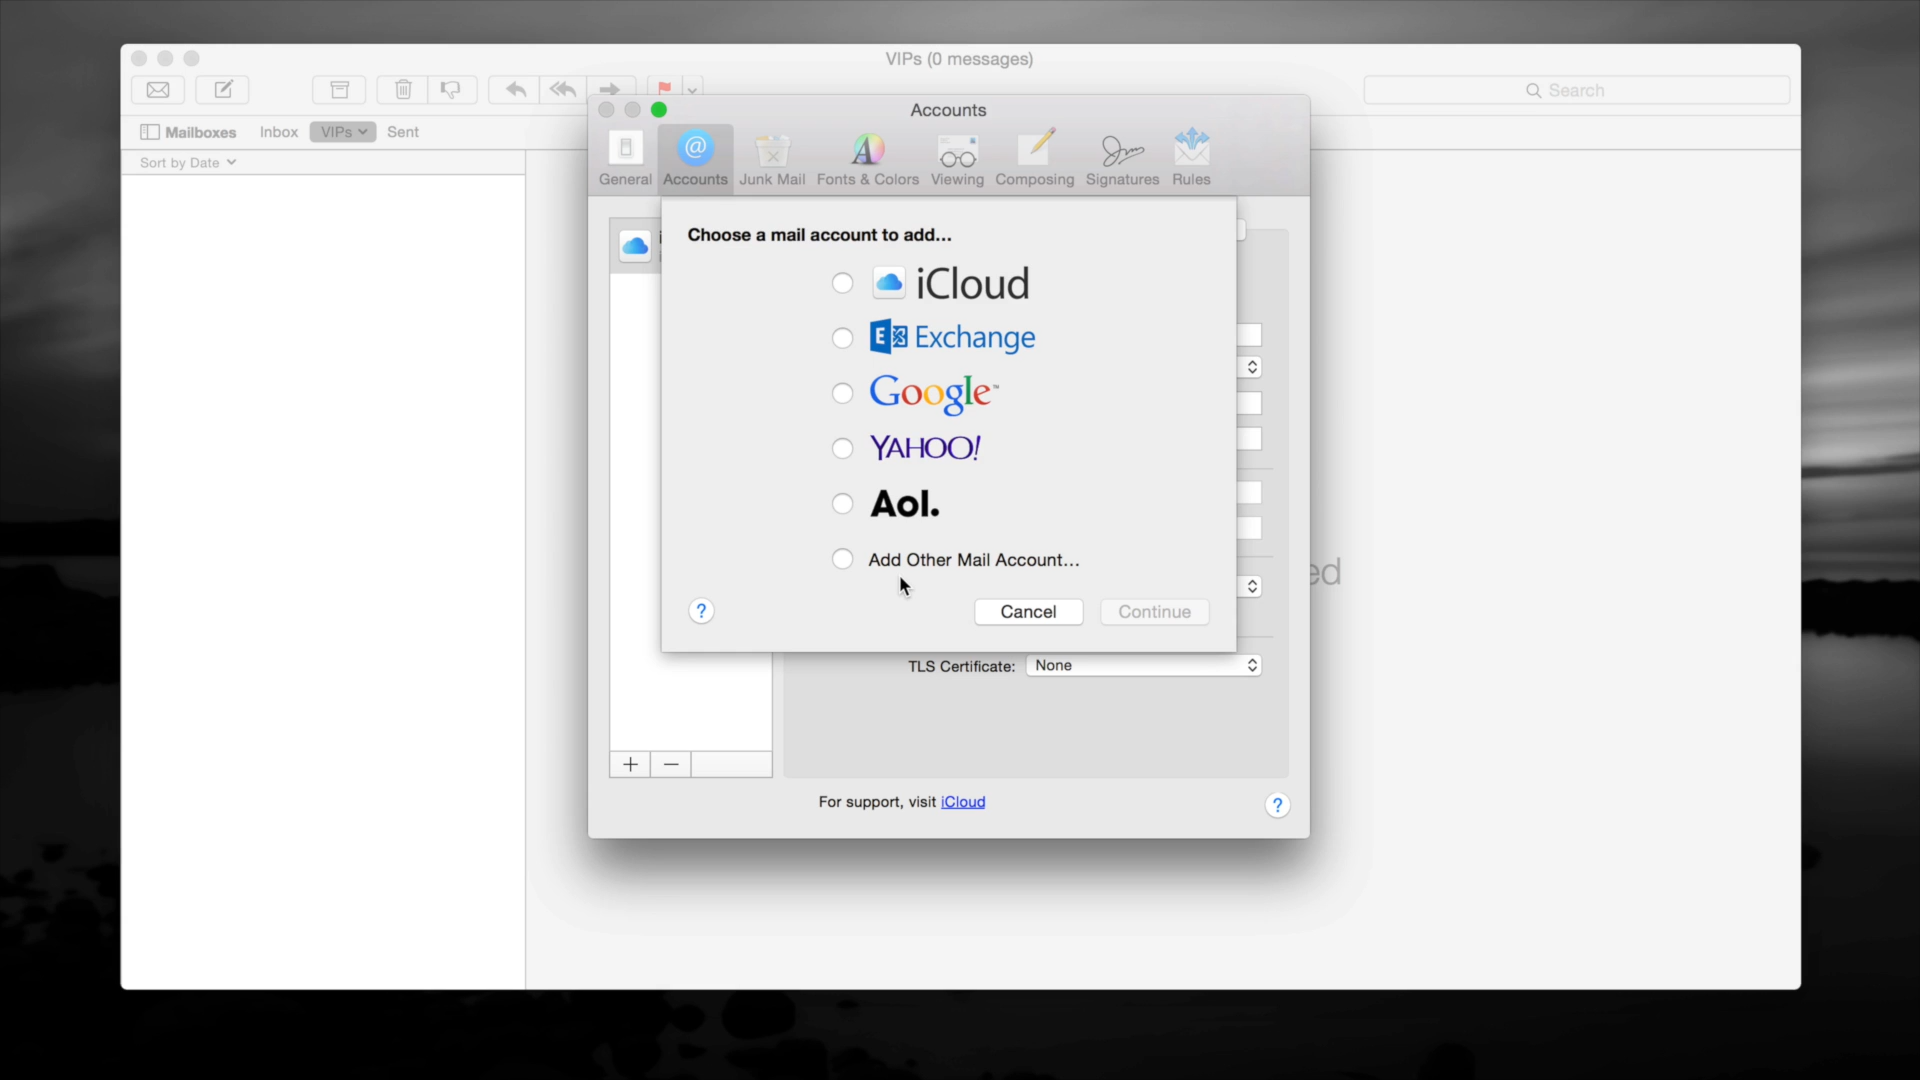 VIPs (0 messages)
Search
Mailboxes Inbox VIPs Sent
Sort by Date
Accounts
General Accounts Junk Mail Fonts & Colors Viewing Composing Signatures Rules
Choose a mail account to add...
iCloud
Exchange
Google™
YAHOO!
Aol.
Add Other Mail Account...
? Cancel Continue
TLS Certificate: None
For support, visit iCloud
?